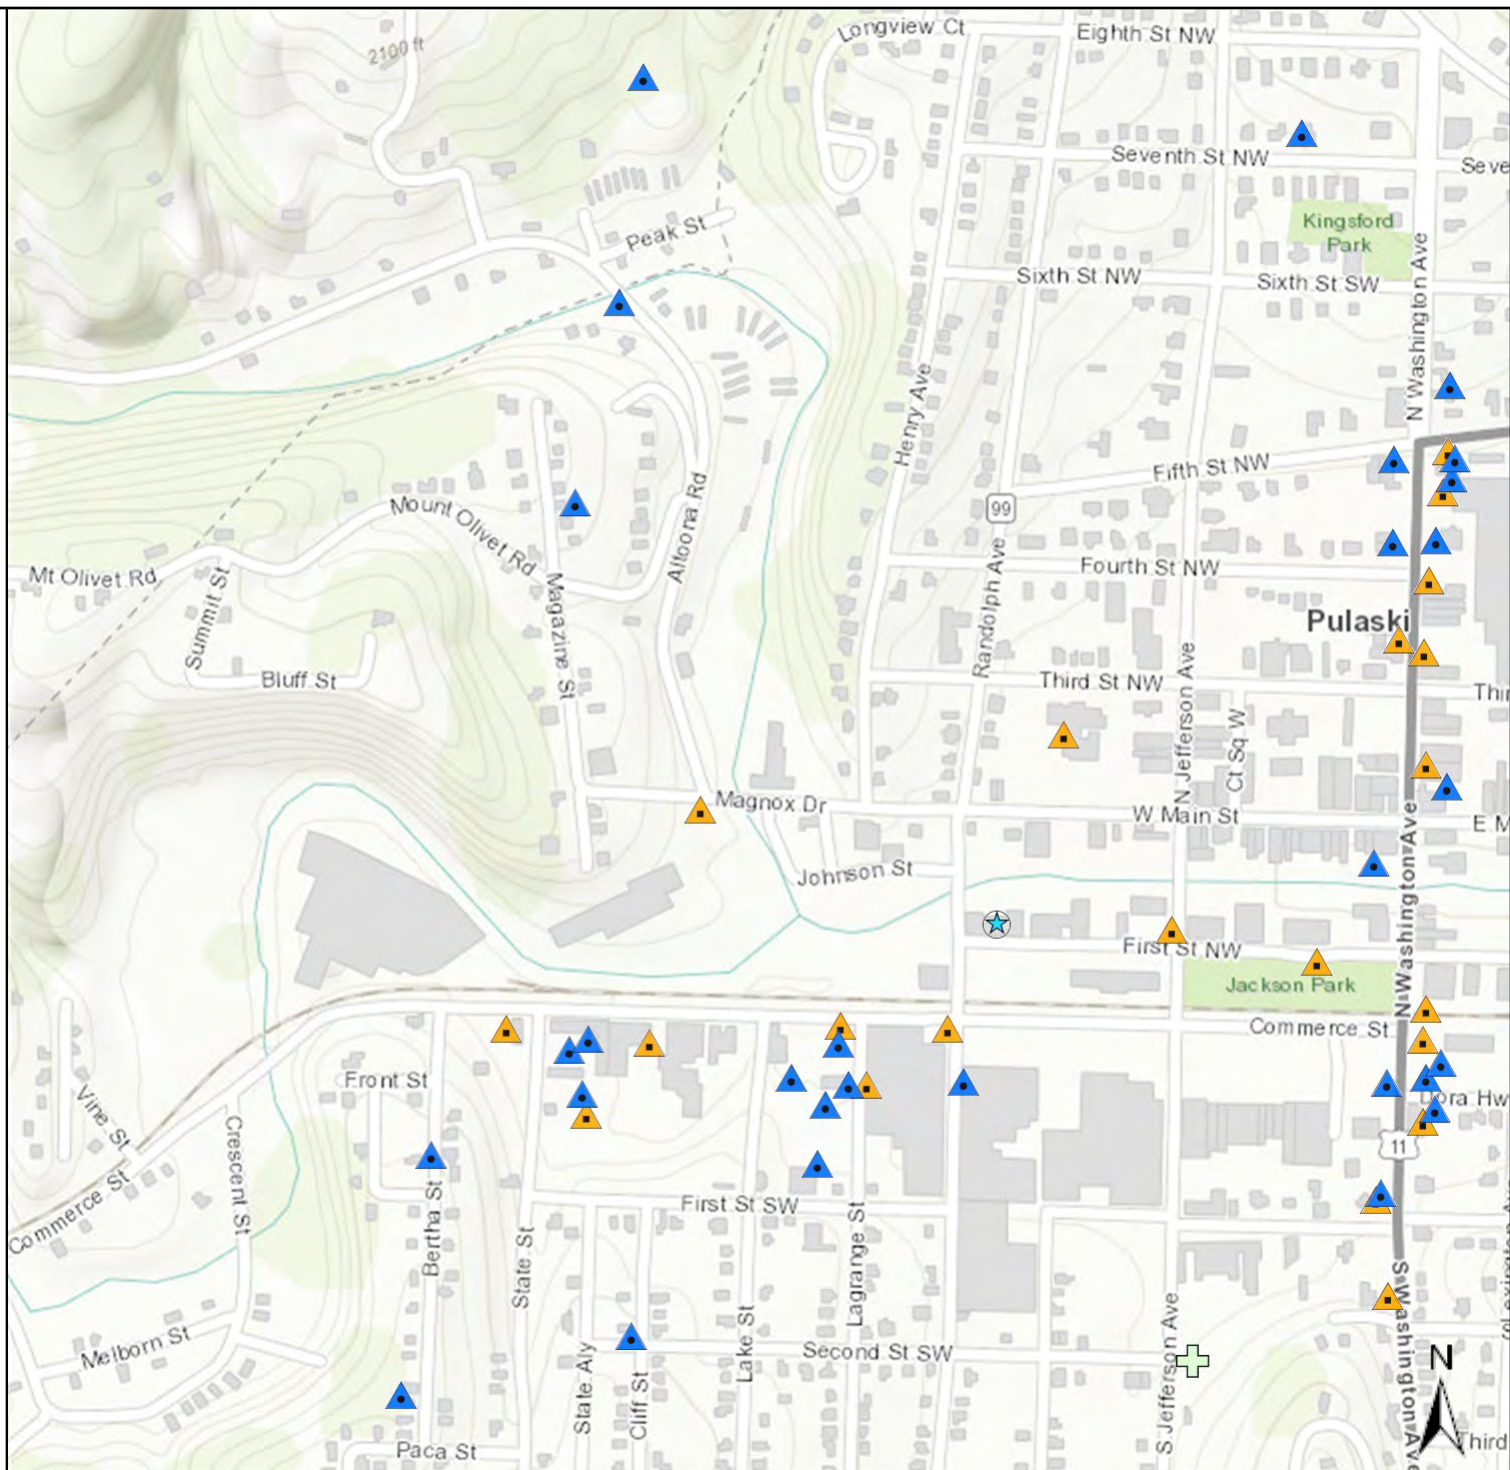 Longview Ct
Eighth St NW
2100 ft
Seventh St NW
Seve
Kingsford
Park
Peak St
N Washington Ave
Sixth St NW
Sixth St SW
Henry Ave
Fifth St NW
Mount Olivet Rd
Altoona Rd
99
Mt Olivet Rd
Summit St
Magazine St
Randolph Ave
Fourth St NW
Pulaski
Bluff St
Third St NW
N Jefferson Ave
Ct Sq W
Thir
Magnox Dr
W Main St
E M
Johnson St
N Washington Ave
First St NW
Jackson Park
Commerce St
Front St
Vine St
Dora Hw
11
Crescent St
Commerce St
Bertha St
State St
First St SW
Lagrange St
Melborn St
State Aly
Cliff St
Lake St
Second St SW
S Jefferson Ave
S Washington Av
N
Paca St
Third